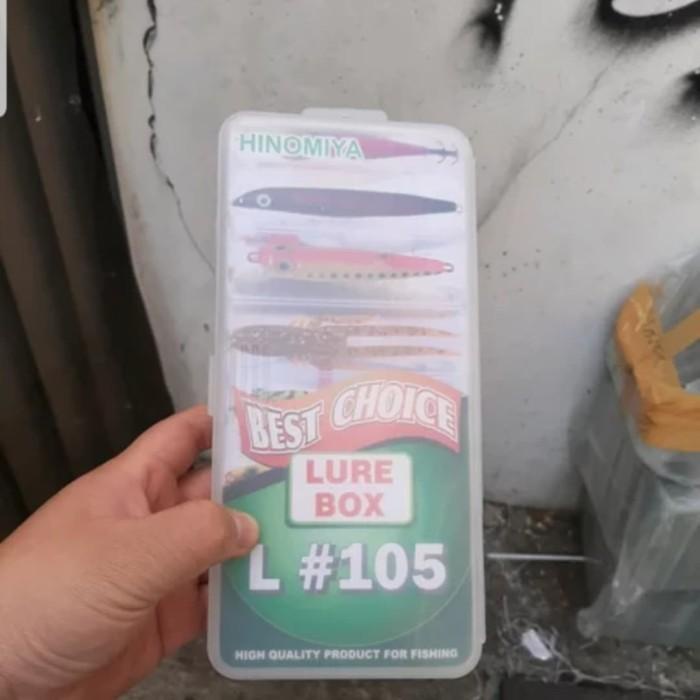 HINOMIYA
BEST CHOICE
LURE
BOX
L #105
HIGH QUALITY PRODUCT FOR FISHING